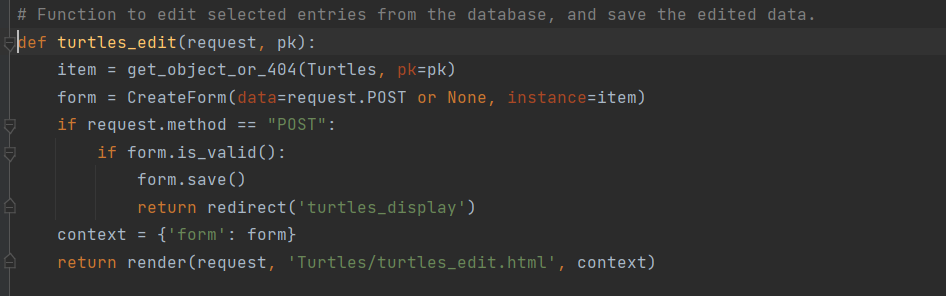 # Function to edit selected entries from the database, and save the edited data.
def turtles_edit(request, pk):
    item = get_object_or_404(Turtles, pk=pk)
    form = CreateForm(data=request.POST or None, instance=item)
    if request.method == "POST":
        if form.is_valid():
            form.save()
            return redirect('turtles_display')
    context = {'form': form}
    return render(request, 'Turtles/turtles_edit.html', context)